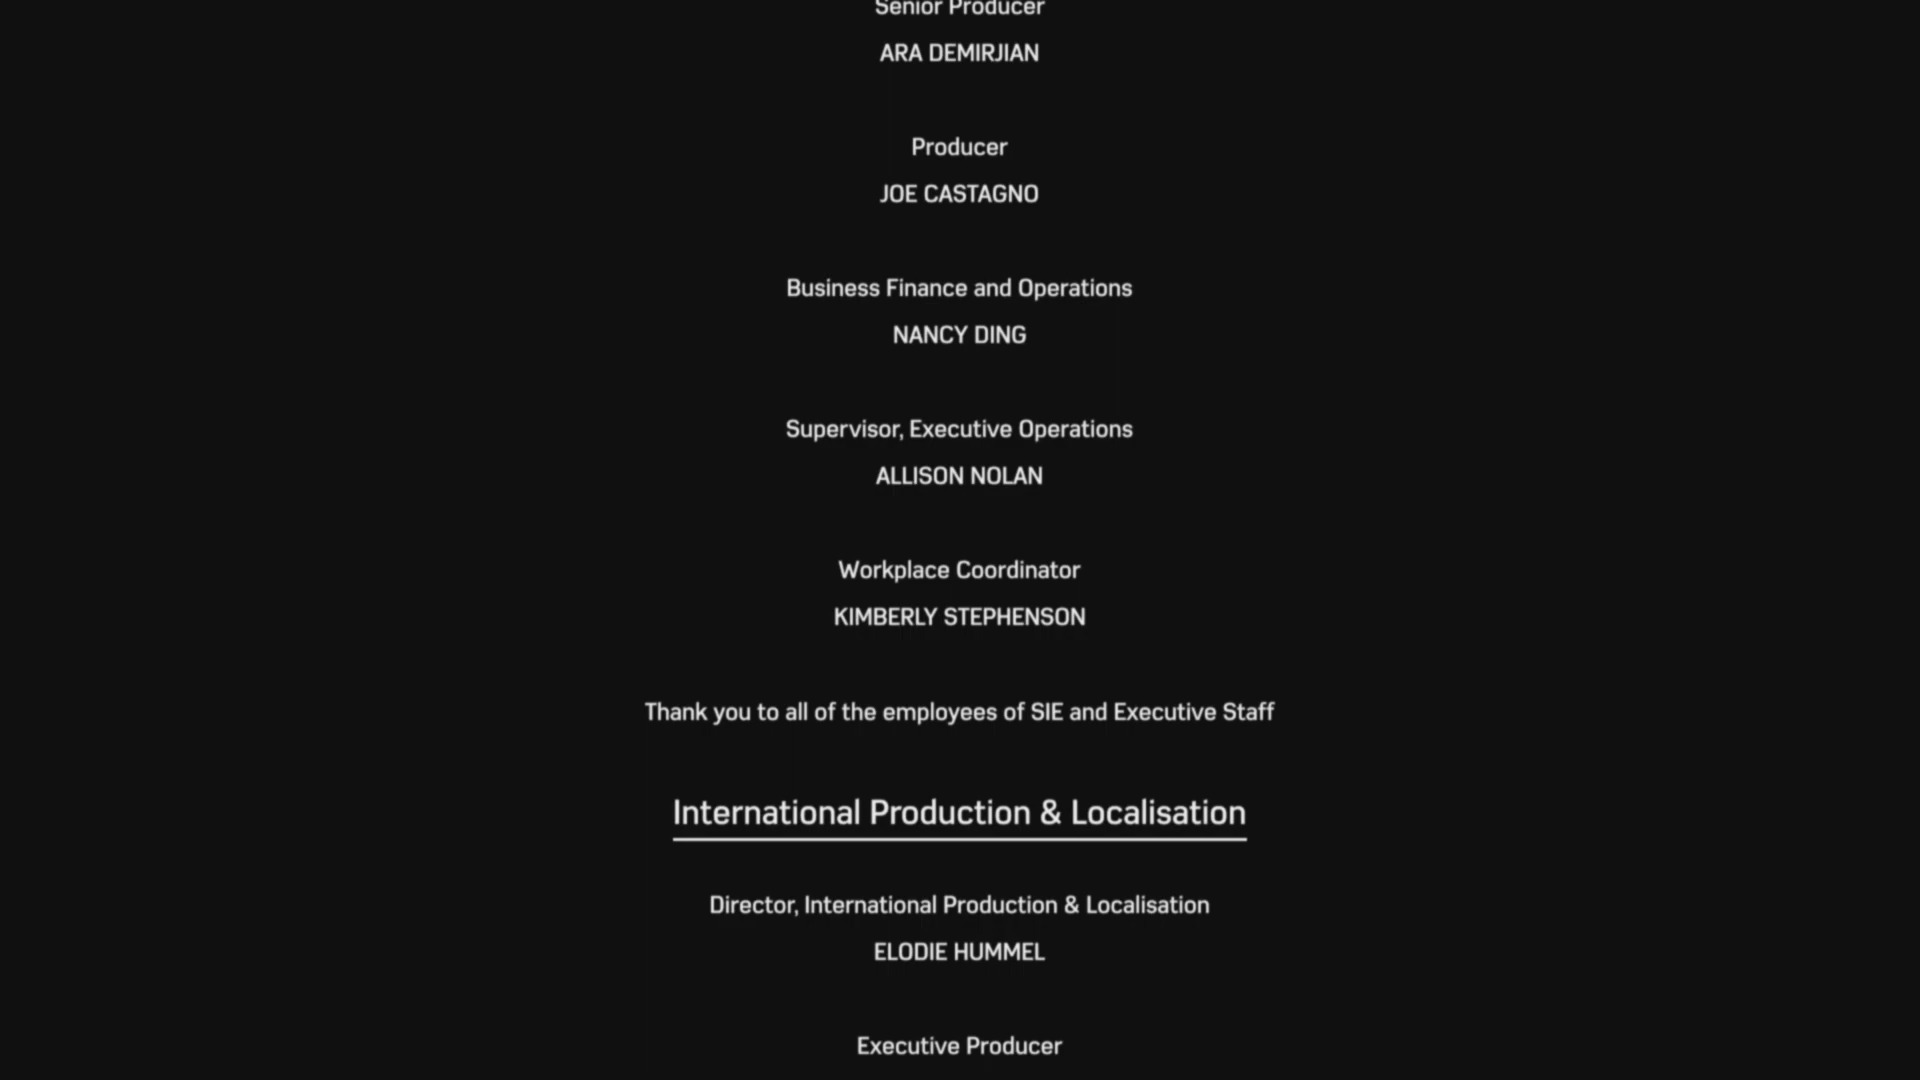 Senior Producer
ARA DEMIRJIAN
Producer
JOE CASTAGNO
Business Finance and Operations
NANCY DING
Supervisor, Executive Operations
ALLISON NOLAN
Workplace Coordinator
KIMBERLY STEPHENSON
Thank you to all of the employees of SIE and Executive Staff
International Production & Localisation
Director, International Production & Localisation
ELODIE HUMMEL
Executive Producer